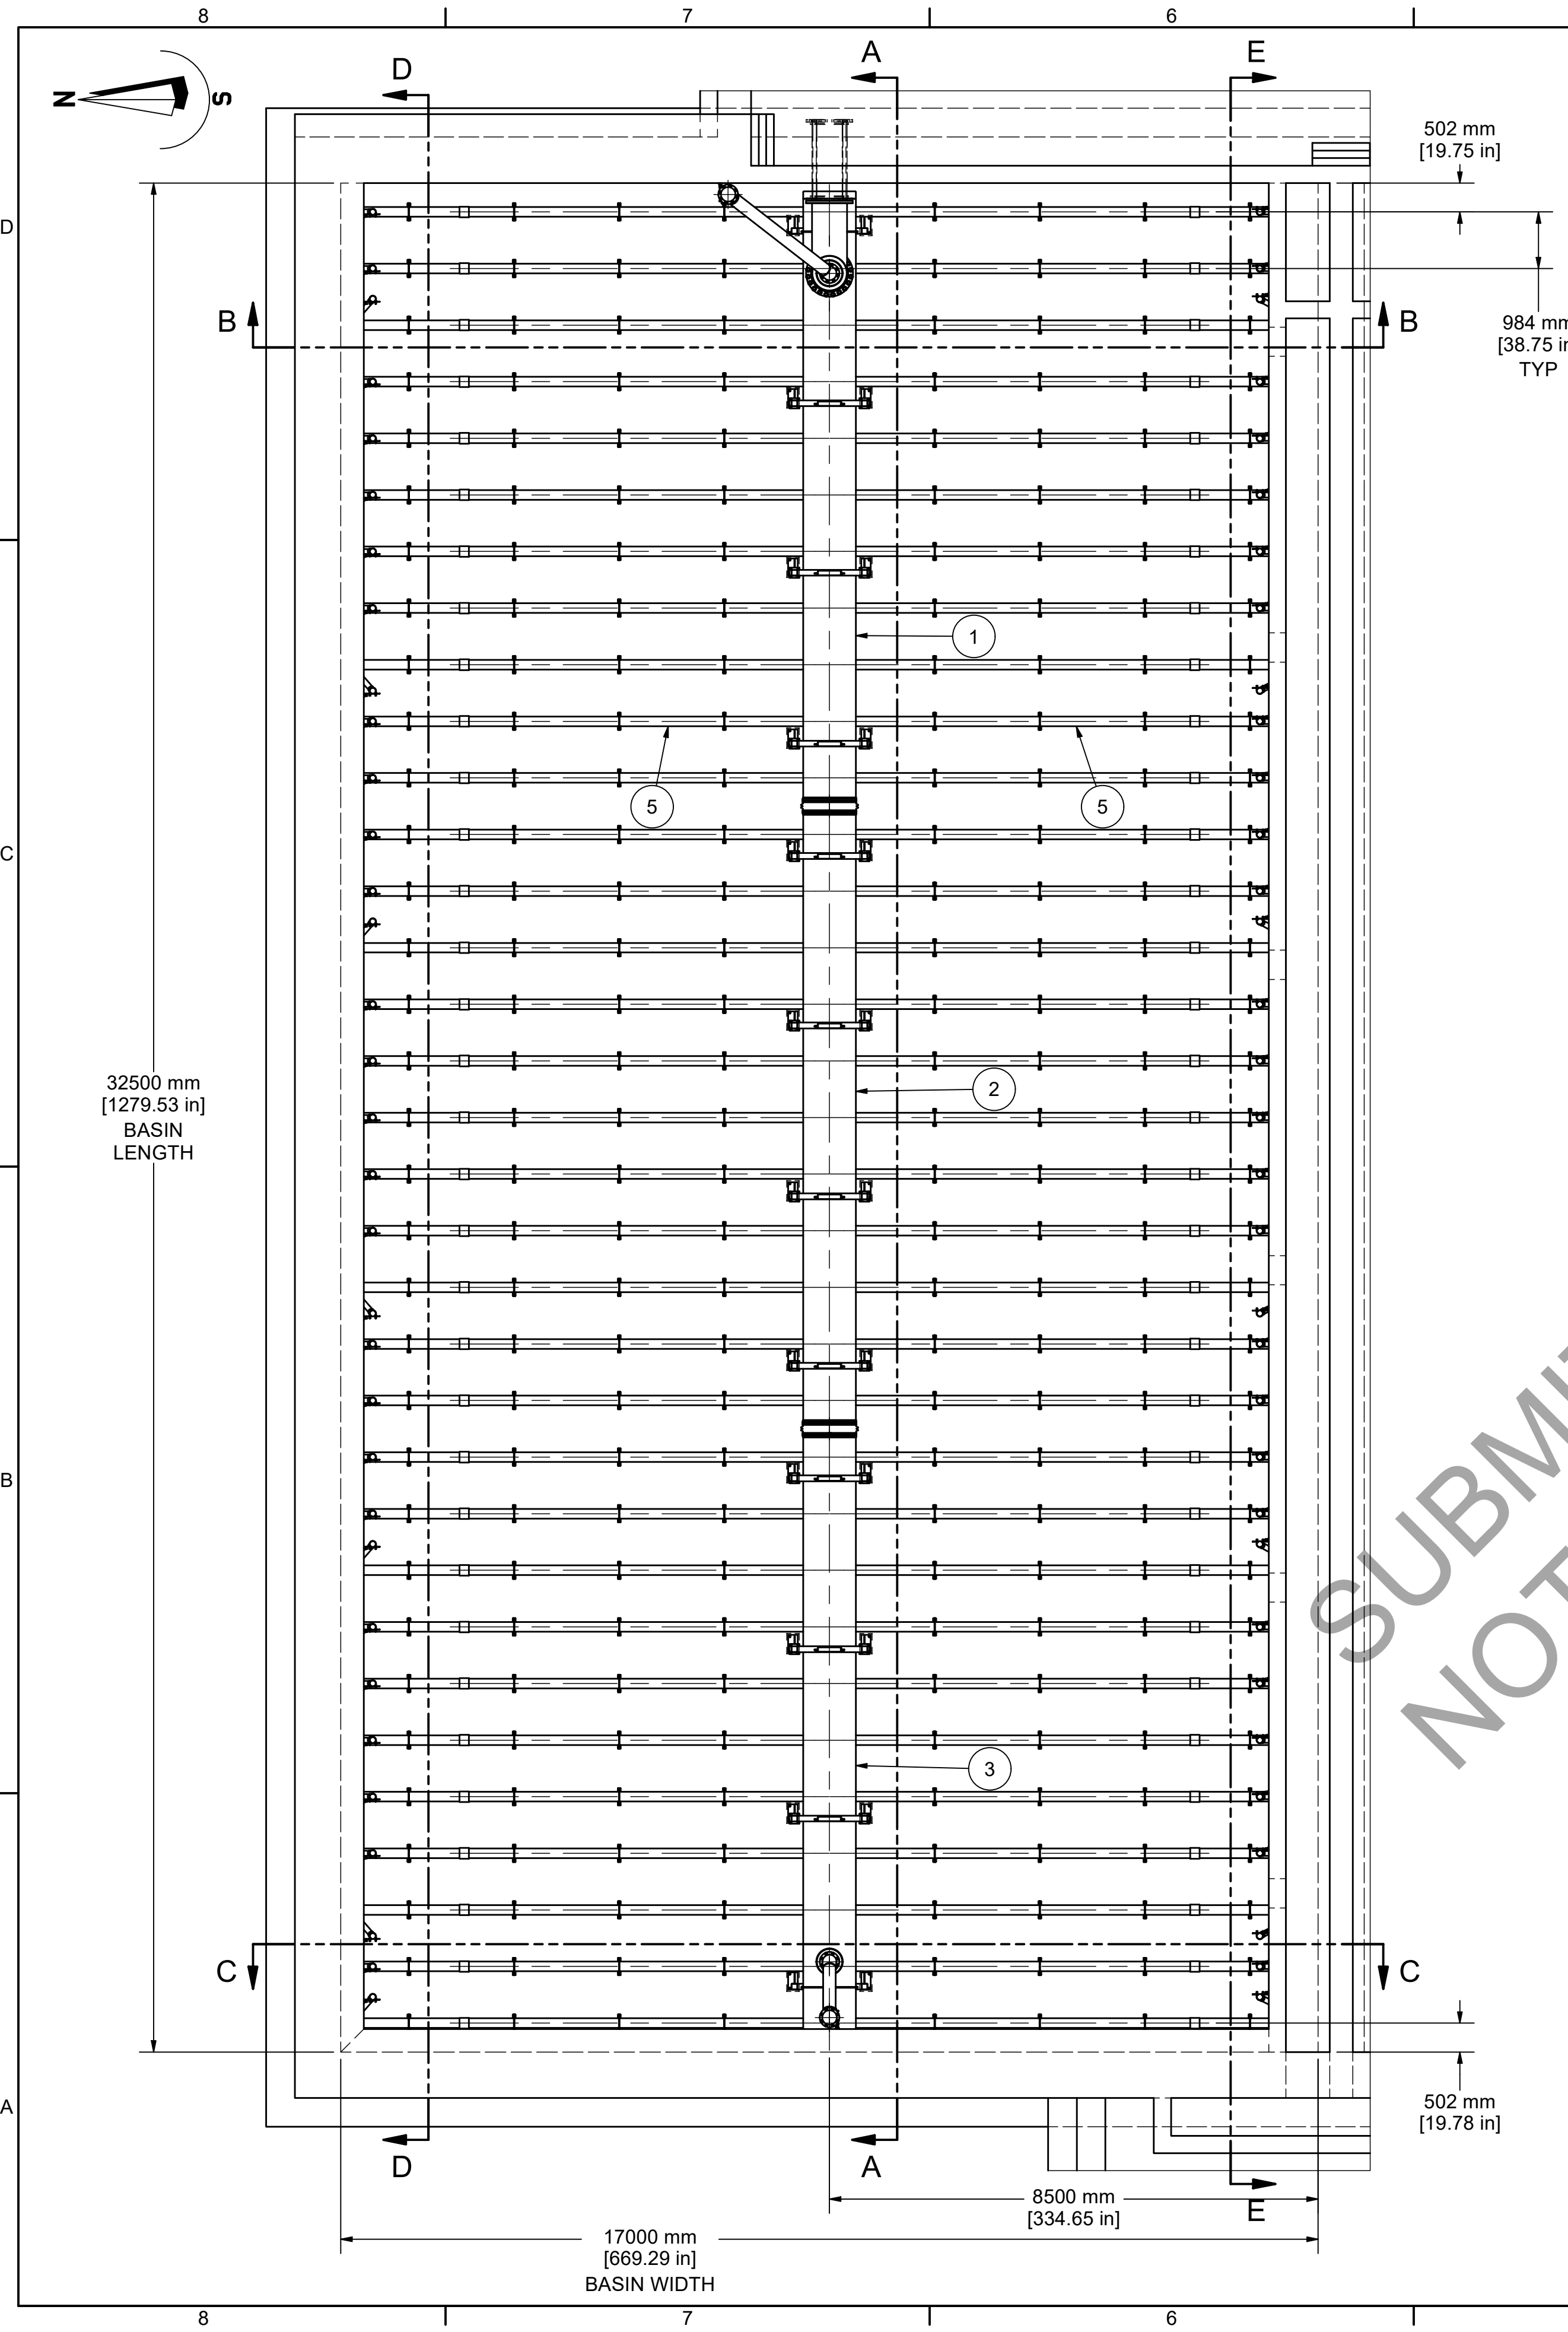 8 7 6
N S
D A E
502 mm
[19.75 in]
D
B B
984 mm
[38.75 in
TYP
1
5 5
C
32500 mm
[1279.53 in]
BASIN
LENGTH
2
SUBMIT
NOT
B
3
C C
502 mm
[19.78 in]
A
D A E
8500 mm
[334.65 in]
17000 mm
[669.29 in]
BASIN WIDTH
8 7 6